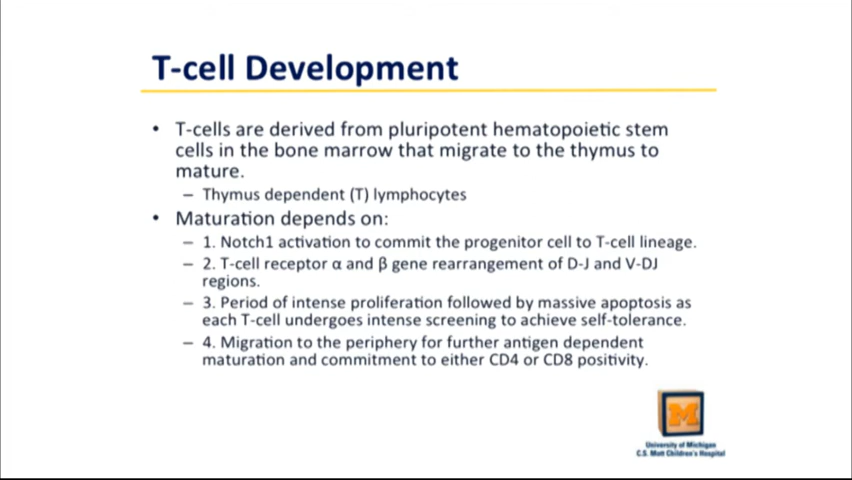 T-cell Development
• T-cells are derived from pluripotent hematopoietic stem
cells in the bone marrow that migrate to the thymus to
mature.
– Thymus dependent (T) lymphocytes
• Maturation depends on:
– 1. Notch1 activation to commit the progenitor cell to T-cell lineage.
– 2. T-cell receptor α and β gene rearrangement of D-J and V-DJ
regions.
– 3. Period of intense proliferation followed by massive apoptosis as
each T-cell undergoes intense screening to achieve self-tolerance.
– 4. Migration to the periphery for further antigen dependent
maturation and commitment to either CD4 or CD8 positivity.
M
University of Michigan
C.S. Mott Children's Hospital